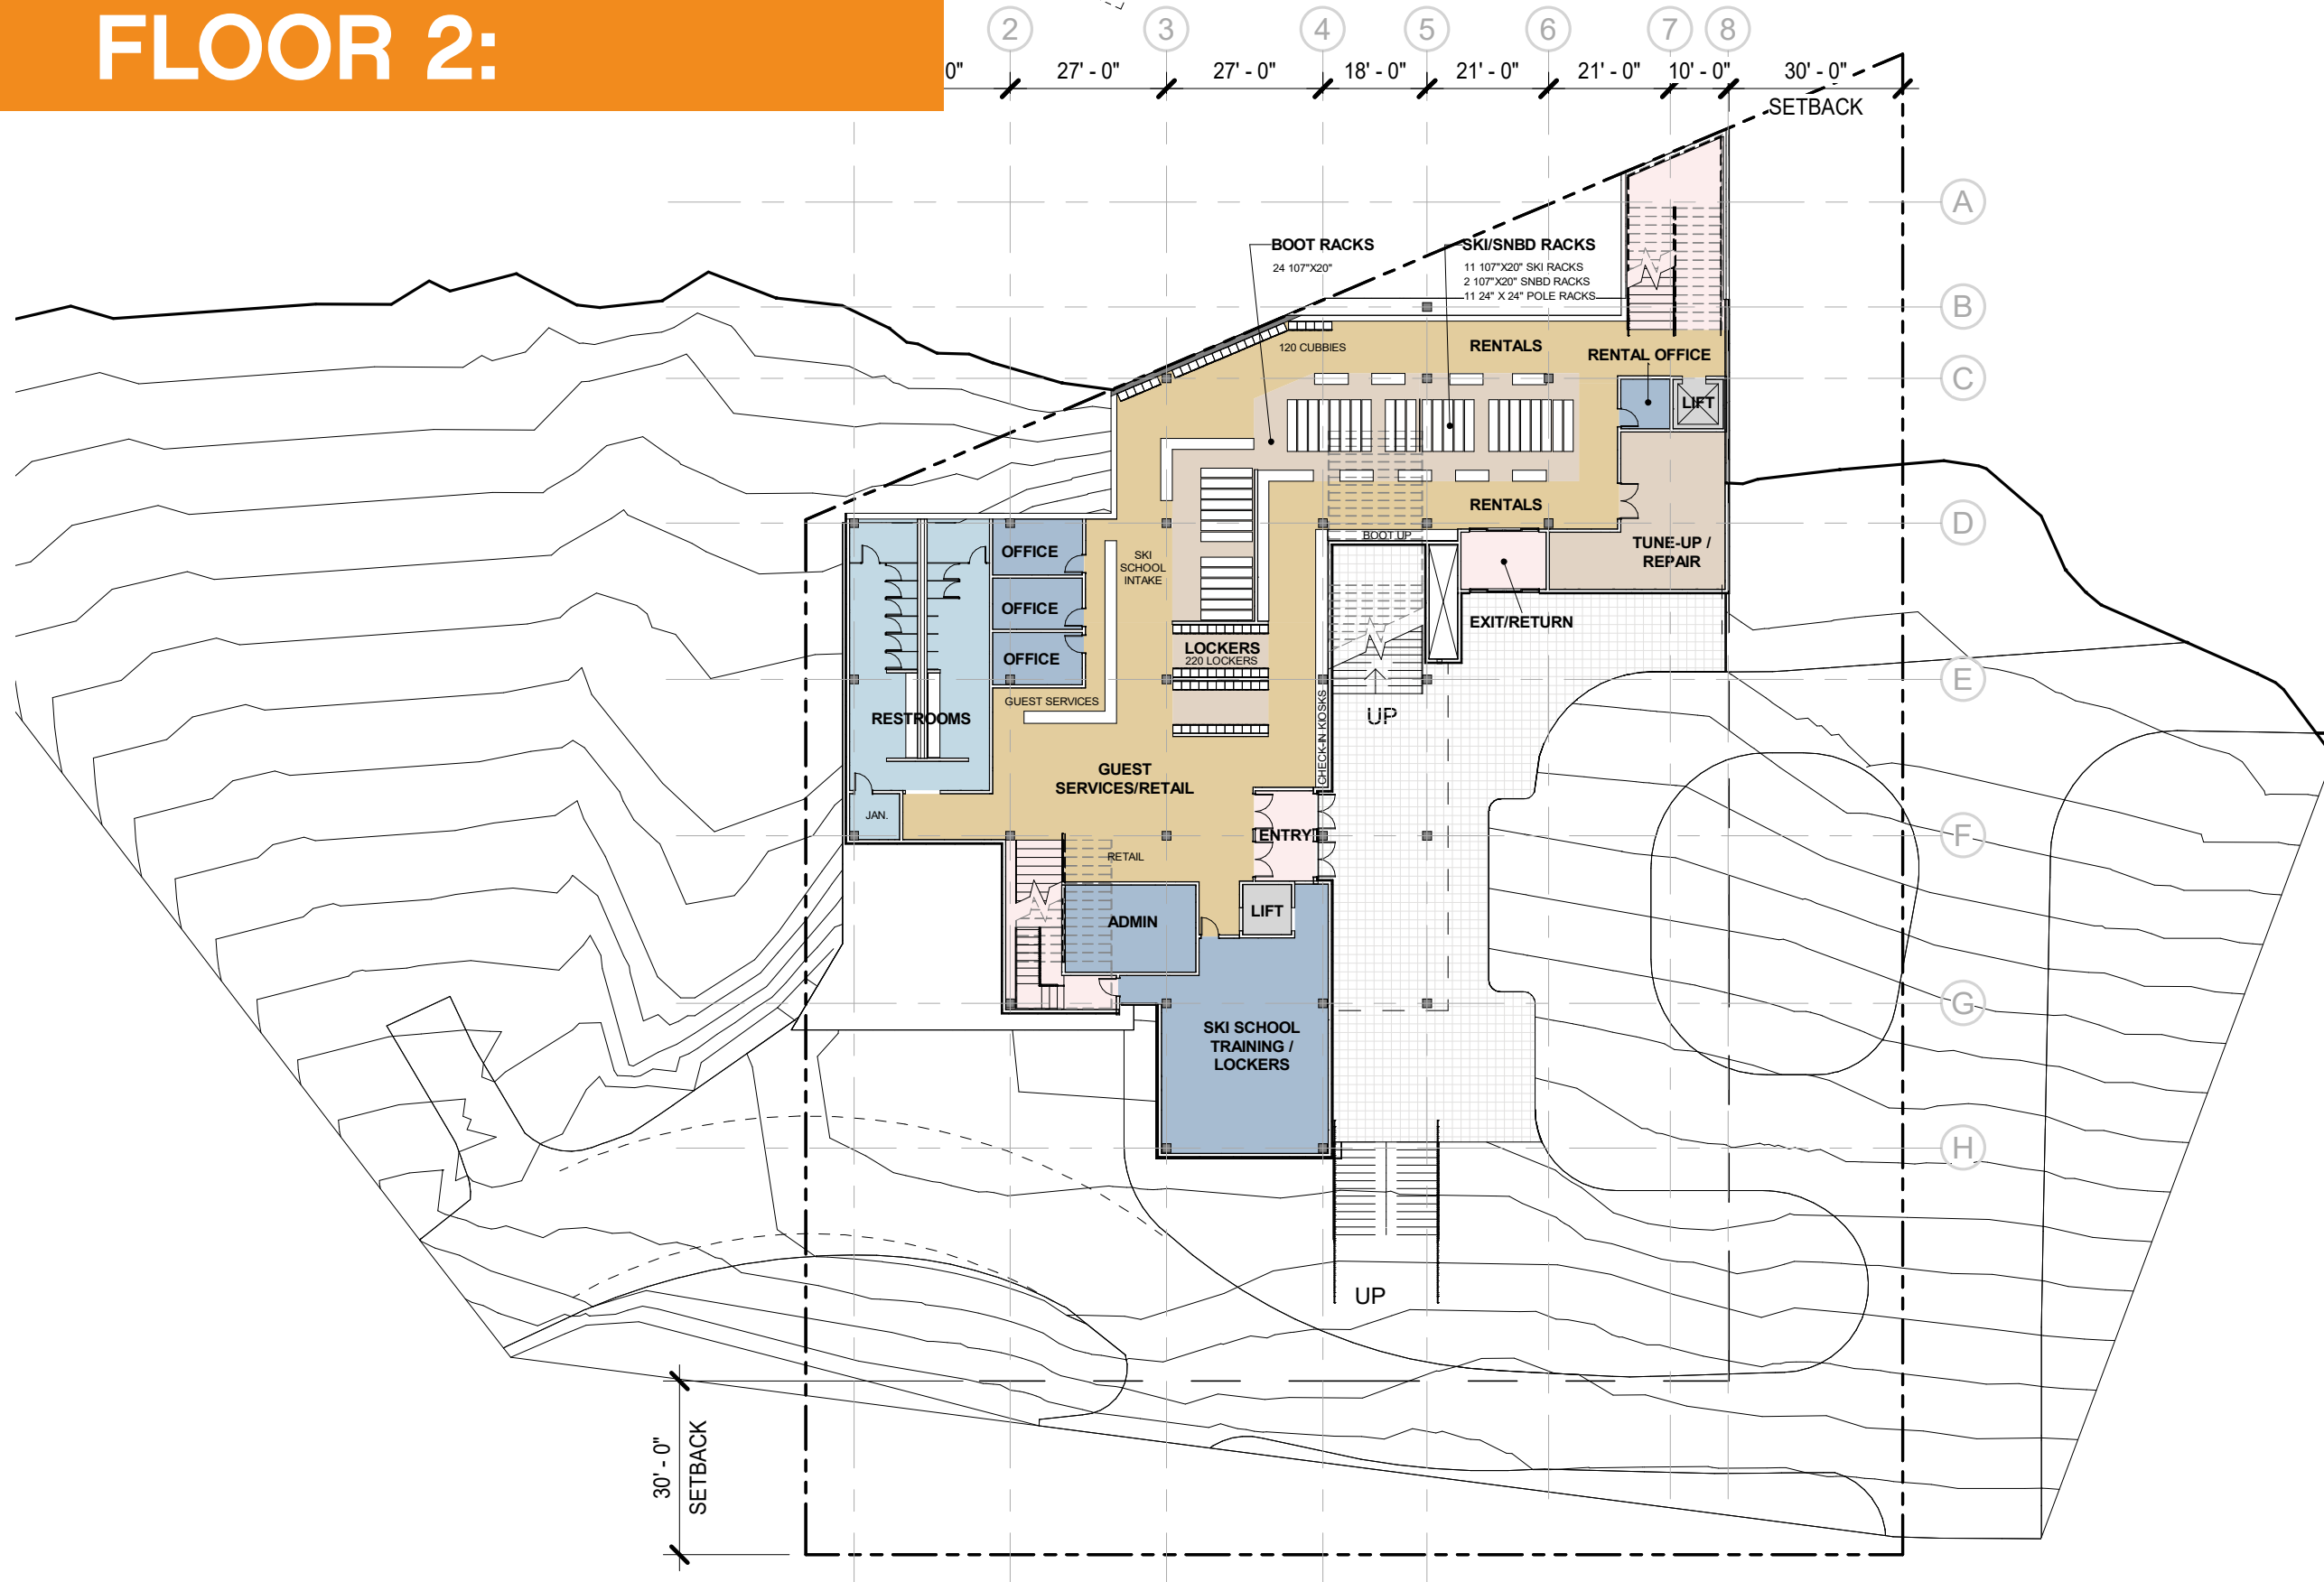 FLOOR 2:
2 3 4 5 6 7 8
0" 27' - 0" 27' - 0" 18' - 0" 21' - 0" 21' - 0" 10' - 0" 30' - 0"
SETBACK
A
BOOT RACKS
24 107"X20"
SKI/SNBD RACKS
11 107"X20" SKI RACKS
2 107"X20" SNBD RACKS
11 24" X 24" POLE RACKS
B
120 CUBBIES
RENTALS
RENTAL OFFICE
C
LIFT
RENTALS
D
BOOT UP
TUNE-UP /
REPAIR
OFFICE
SKI
SCHOOL
INTAKE
OFFICE
EXIT/RETURN
OFFICE
LOCKERS
220 LOCKERS
E
GUEST SERVICES
RESTROOMS
CHECK-IN KIOSKS
UP
GUEST
SERVICES/RETAIL
JAN.
ENTRY
F
RETAIL
ADMIN
LIFT
G
SKI SCHOOL
TRAINING /
LOCKERS
H
UP
30' - 0"
SETBACK